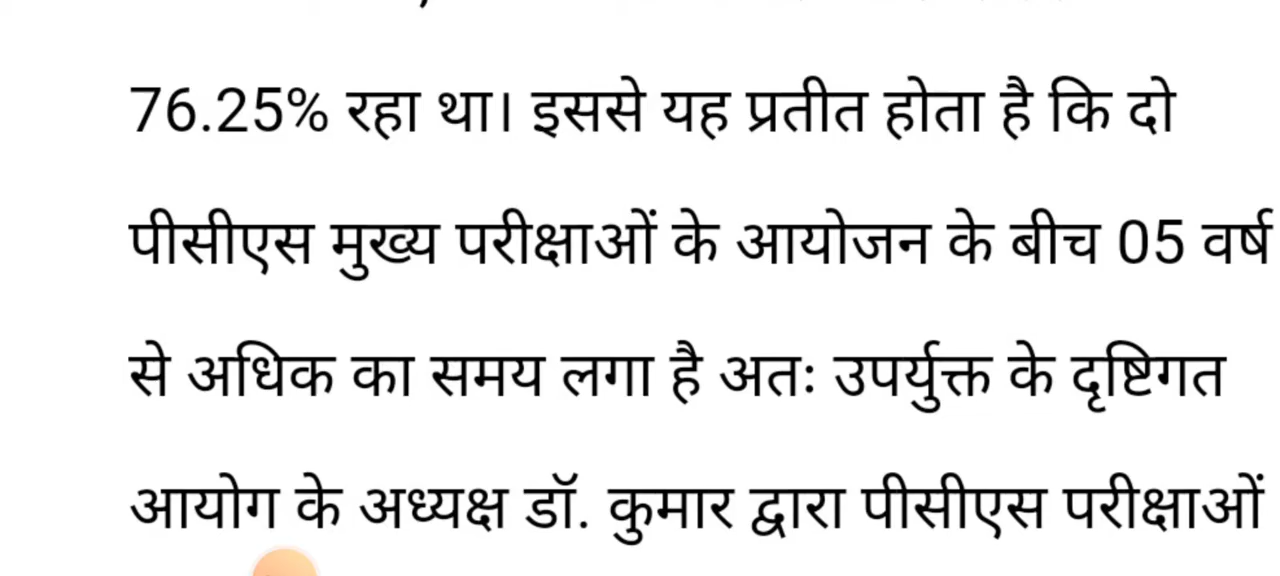 76.25% रहा था। इससे यह प्रतीत होता है कि दो
पीसीएस मुख्य परीक्षाओं के आयोजन के बीच 05 वर्ष
से अधिक का समय लगा है अतः उपर्युक्त के दृष्टिगत
आयोग के अध्यक्ष डॉ. कुमार द्वारा पीसीएस परीक्षाओं